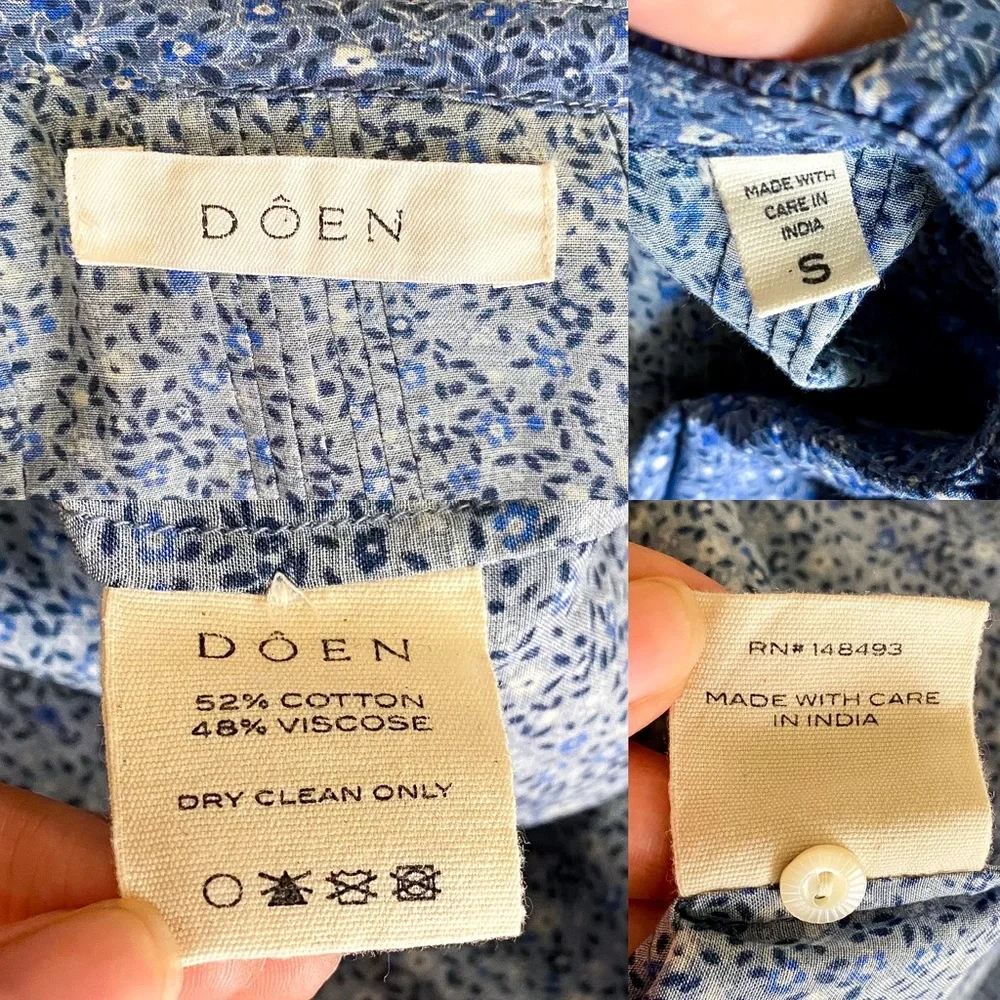 DÔEN
MADE WITH
CARE IN
INDIA
S
DÔEN
52% COTTON
48% VISCOSE
DRY CLEAN ONLY
RN# 148493
MADE WITH CARE
IN INDIA